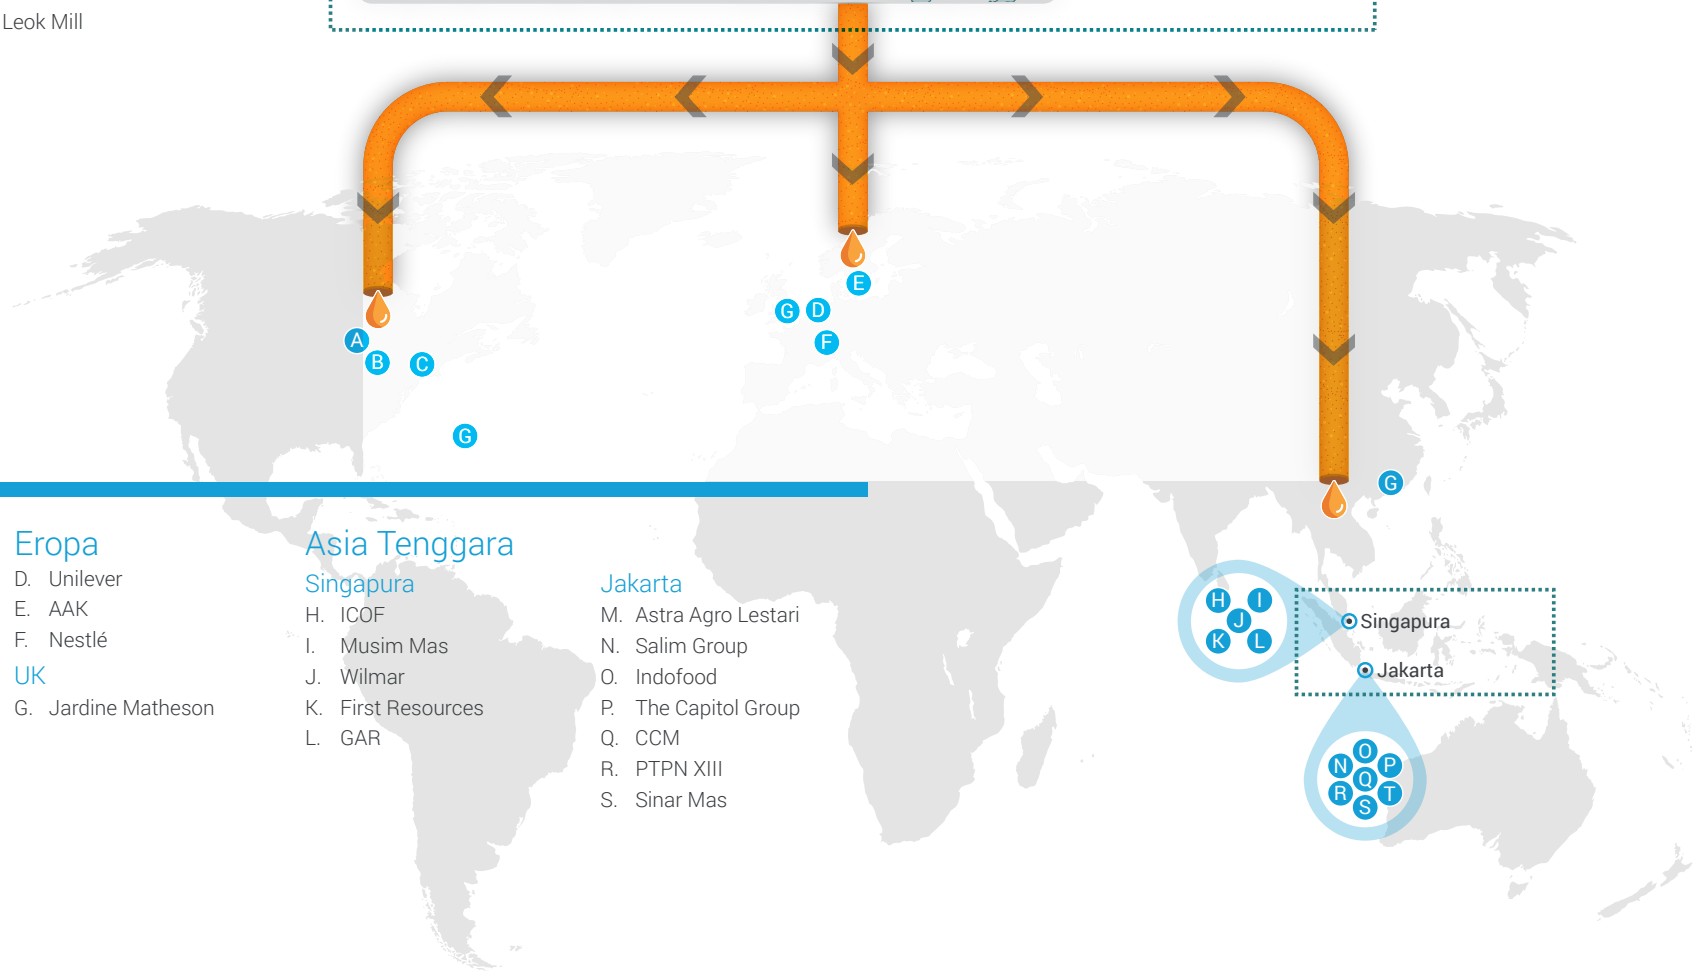 Leok Mill
E
G
D
F
A
B
C
G
G
Eropa
D. Unilever
E. AAK
F. Nestlé
UK
G. Jardine Matheson
Asia Tenggara
Singapura
H. ICOF
I. Musim Mas
J. Wilmar
K. First Resources
L. GAR
Jakarta
M. Astra Agro Lestari
N. Salim Group
O. Indofood
P. The Capitol Group
Q. CCM
R. PTPN XIII
S. Sinar Mas
H I
J
K L
Singapura
Jakarta
O
N P
Q
R T
S